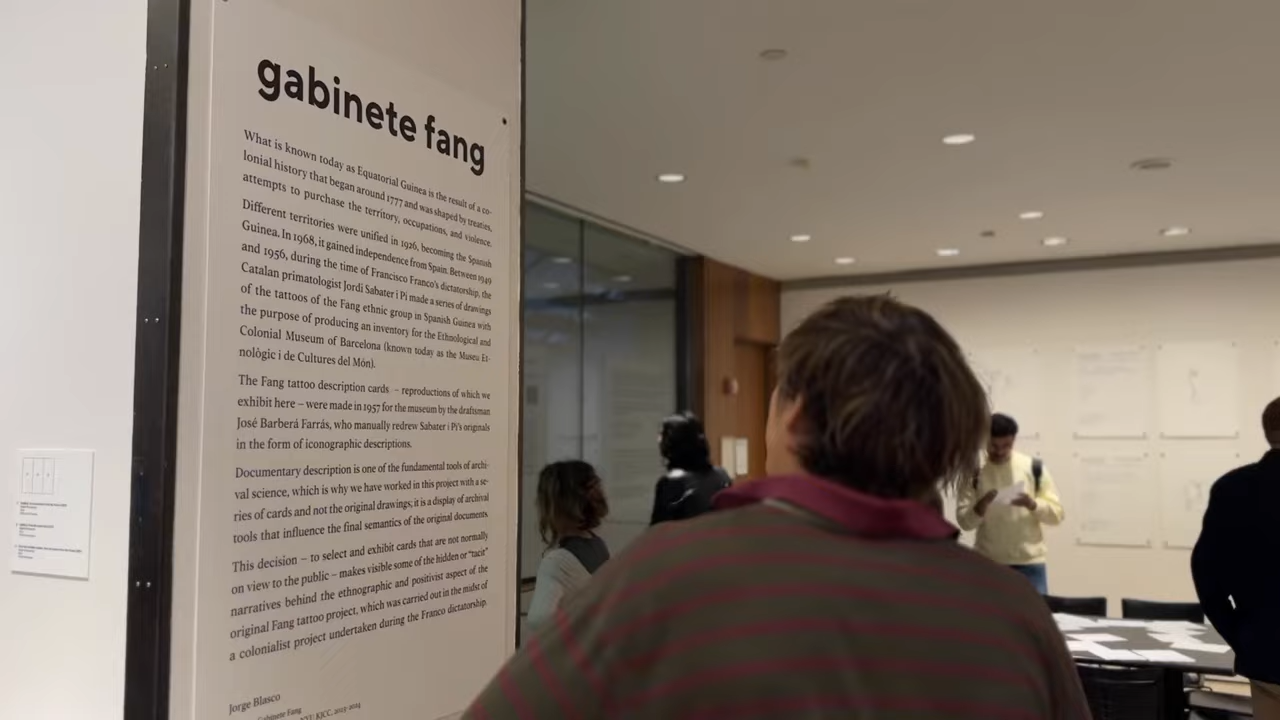 gabinete fang
What is known today as Equatorial Guinea is the result of a co-
lonial history that began around 1777 and was shaped by treaties,
attempts to purchase the territory, occupations, and violence.
Different territories were unified in 1926, becoming the Spanish
Guinea. In 1968, it gained independence from Spain. Between 1949
and 1956, during the time of Francisco Franco's dictatorship, the
Catalan primatologist Jordi Sabater i Pi made a series of drawings
of the tattoos of the Fang ethnic group in Spanish Guinea with
the purpose of producing an inventory for the Ethnological and
Colonial Museum of Barcelona (known today as the Museu Et-
nològic i de Cultures del Món).
The Fang tattoo description cards – reproductions of which we
exhibit here – were made in 1957 for the museum by the draftsman
José Barberá Farrás, who manually redrew Sabater i Pi's originals
in the form of iconographic descriptions.
Documentary description is one of the fundamental tools of archi-
val science, which is why we have worked in this project with a se-
ries of cards and not the original drawings; it is a display of archival
tools that influence the final semantics of the original documents.
This decision – to select and exhibit cards that are not normally
on view to the public – makes visible some of the hidden or "tacit"
narratives behind the ethnographic and positivist aspect of the
original Fang tattoo project, which was carried out in the midst of
a colonialist project undertaken during the Franco dictatorship.
Jorge Blasco
Gabinete Fang
KJCC, 2023-2024